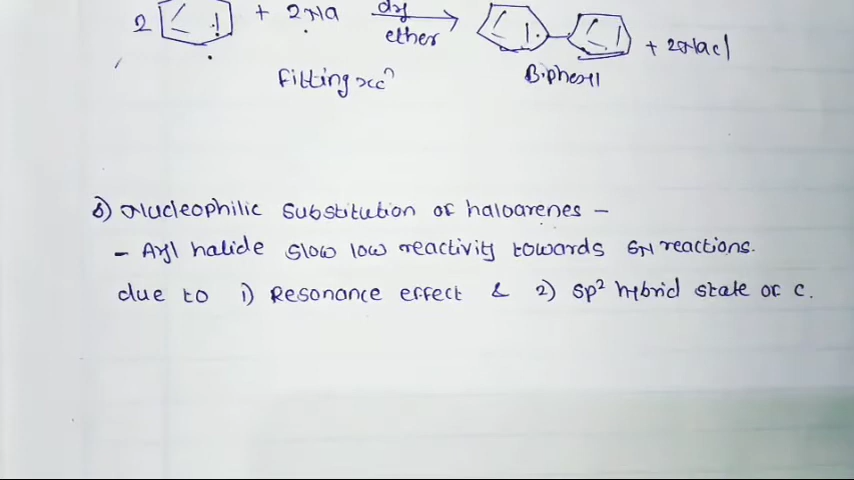 2 + 2Na dry
ether + 2NaCl
Fitting rxn Biphenyl
8) Nucleophilic substitution of haloarenes -
- Aryl halide slow low reactivity towards SN reactions.
due to 1) Resonance effect & 2) sp² hybrid state of c.